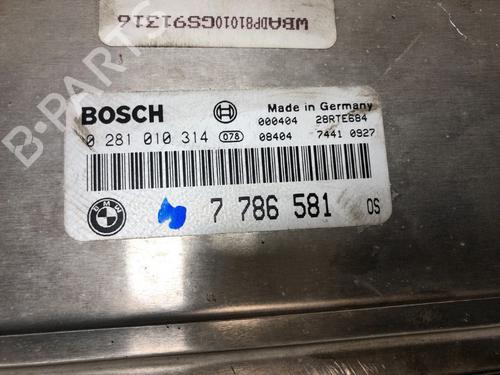 WBADP81010GS91316
BOSCH
Made in Germany
0 281 010 314 078
000404 28RTE684
08404 7441 0927
BMW
7 786 581 OS
B-PARTS